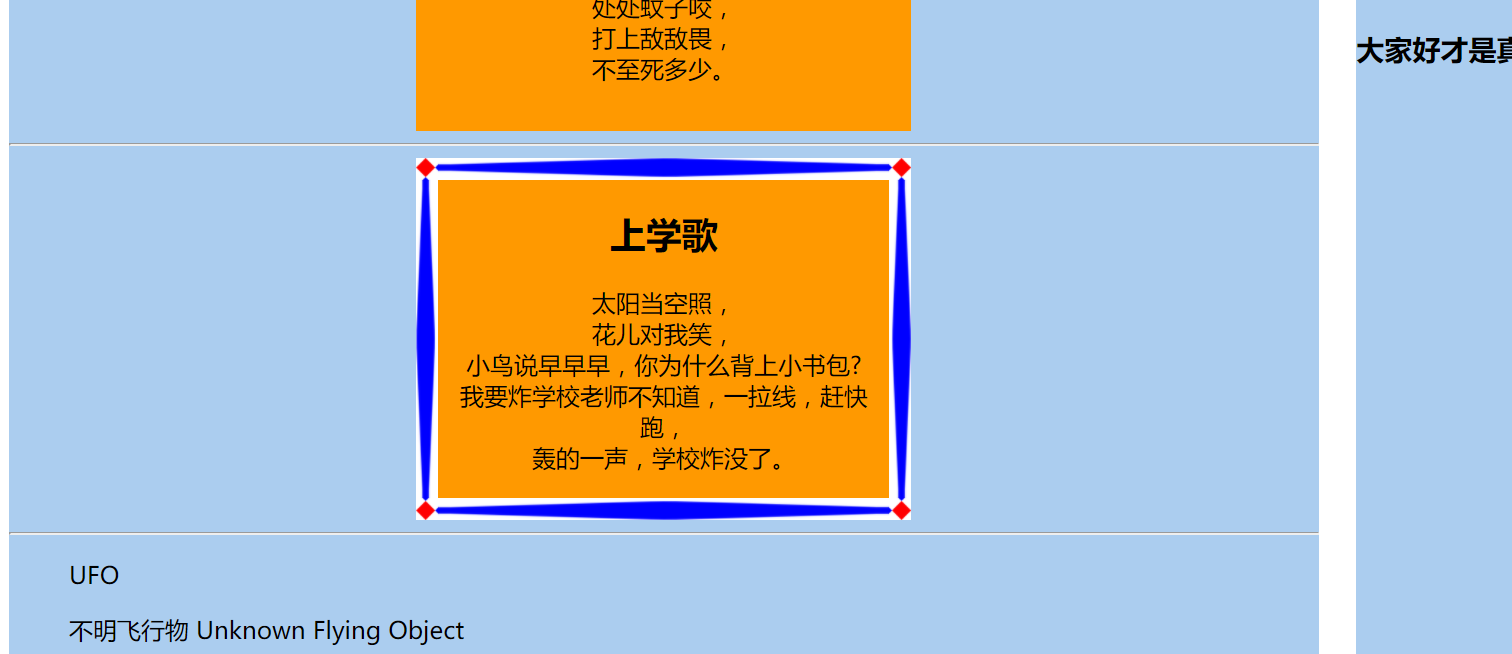 处处蚊子咬，
打上敌敌畏，
不至死多少。
大家好才是真
上学歌
太阳当空照，
花儿对我笑，
小鸟说早早早，你为什么背上小书包?
我要炸学校老师不知道，一拉线，赶快
跑，
轰的一声，学校炸没了。
UFO
不明飞行物 Unknown Flying Object